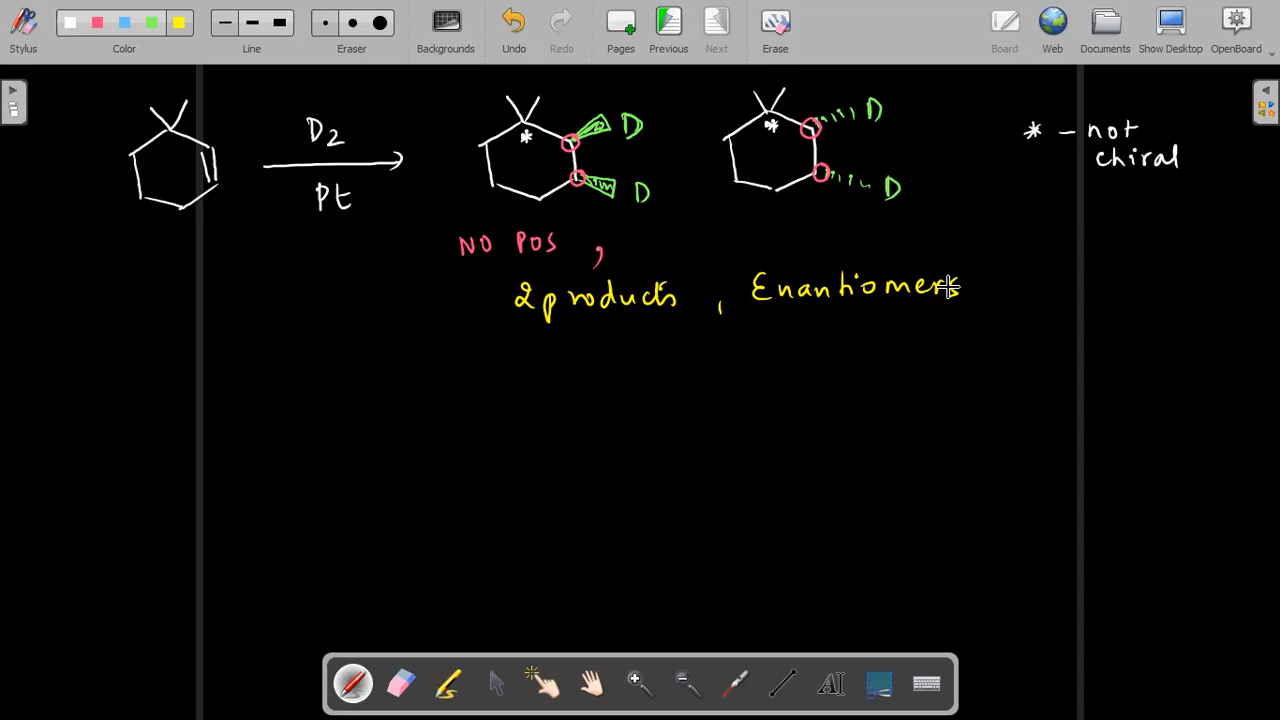 Stylus
Color
Line
Eraser
Backgrounds
Undo
Redo
Pages
Previous
Next
Erase
Board
Web
Documents
Show Desktop
OpenBoard
D2
Pt
* D
D
* D
D
* - not
chiral
NO POS ,
2 products , Enantiomers
AI